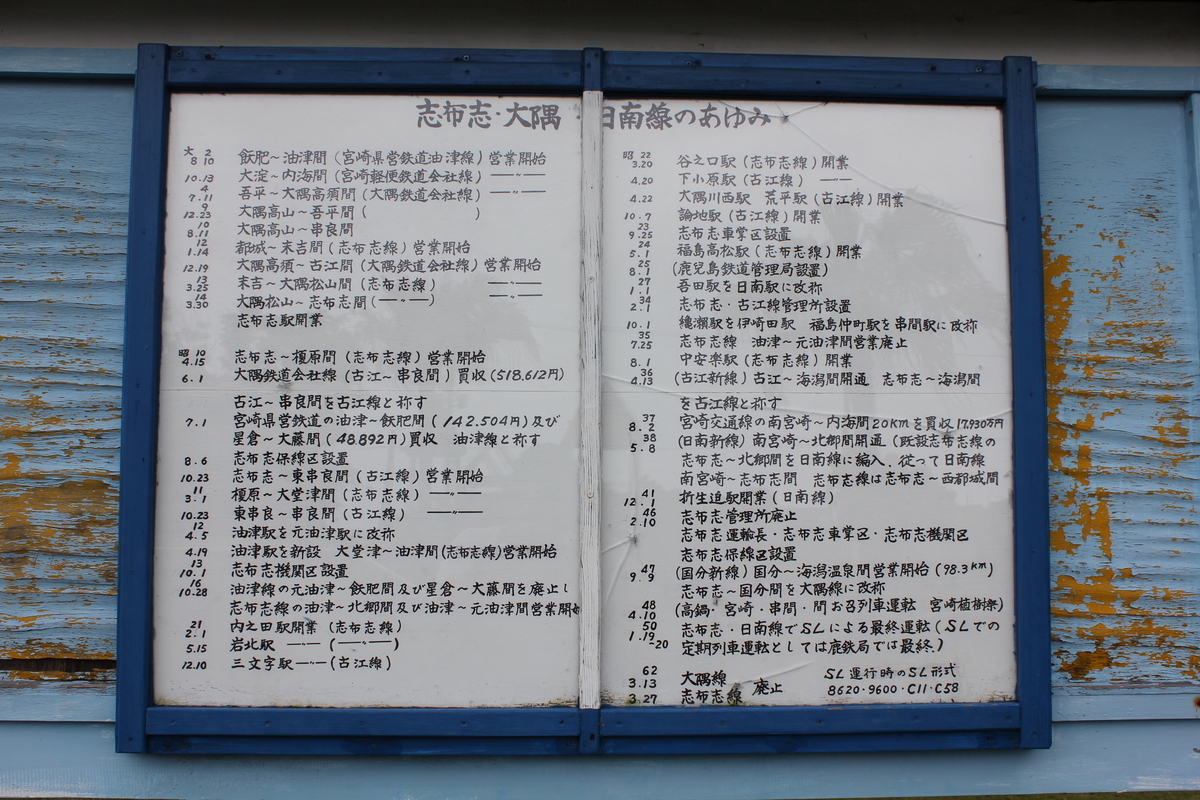 志布志・大隅・日南線のあゆみ
大 2
8 10 飫肥～油津間(宮崎県営鉄道油津線)営業開始
10.13 大淀～内海間(宮崎軽便鉄道会社線) ―〃―
4
7.11 吾平～大隅高須間(大隅鉄道会社線) ―〃―
9
12.23 大隅高山～吾平間( )
10
8.11 大隅高山～串良間
12
1.14 都城～末吉間(志布志線)営業開始
12.19 大隅高須～古江間(大隅鉄道会社線)営業開始
13
3.25 末吉～大隅松山間(志布志線) ―〃―
14
3.30 大隅松山～志布志間(―〃―) ―〃―
志布志駅開業
昭 10
4.15 志布志～榎原間(志布志線)営業開始
6.1 大隅鉄道会社線(古江～串良間)買収(518.612円)
古江～串良間を古江線と祢す
7.1 宮崎県営鉄道の油津～飫肥間(142.504円)及び
星倉～大藤間(48.892円)買収 油津線と祢す
8.6 志布志保線区設置
10.23 志布志～東串良間(古江線)営業開始
11
3.1 榎原～大堂津間(志布志線) ―〃―
10.23 東串良～串良間(古江線) ―〃―
12
4.5 油津駅を元油津駅に改祢
4.19 油津駅を新設 大堂津～油津間(志布志線)営業開始
13
10.1 志布志機関区設置
16
10.28 油津線の元油津～飫肥間及び星倉～大藤間を廃止し
志布志線の油津～北郷間及び油津～元油津間営業開始
21
2.1 内之田駅開業(志布志線)
5.15 岩北駅 ―〃―(―〃―)
12.10 三文字駅―〃―(古江線)
昭 22
3.20 谷之口駅(志布志線)開業
4.20 下小原駅(古江線) ―〃―
4.22 大隅川西駅 荒平駅(古江線)開業
10.7 論地駅(古江線)開業
23
9.25 志布志車掌区設置
24
5.1 福島高松駅(志布志線)開業
25
8.1 (鹿児島鉄道管理局設置)
27
1.1 吾田駅を日南駅に改祢
34
2.1 志布志・古江線管理所設置
10.1 縄瀬駅を伊崎田駅 福島仲町駅を串間駅に改祢
35
7.25 志布志線 油津～元油津間営業廃止
8.1 中安楽駅(志布志線)開業
36
4.13 (古江新線)古江～海潟間開通 志布志～海潟間
を古江線と祢す
37
8.2 宮崎交通線の南宮崎～内海間20kmを買収17.930万円
38
5.8 (日南新線)南宮崎～北郷間開通(既設志布志線の
志布志～北郷間を日南線に編入.従って日南線
南宮崎～志布志間 志布志線は志布志～西都城間
41
12.1 折生迫駅開業(日南線)
46
2.10 志布志管理所廃止
志布志運輸長・志布志車掌区・志布志機関区
志布志保線区設置
47
9.9 (国分新線)国分～海潟温泉間営業開始(98.3km)
志布志～国分間を大隅線に改祢
48
4.10 (高鍋・宮崎・串間・間お召列車運転 宮崎植樹祭)
50
1.19~20 志布志・日南線でSLによる最終運転(SLでの
定期列車運転としては鹿鉄局では最終)
62
3.13 大隅線
3.27 志布志線 廃止
SL運行時のSL形式
8620・9600・C11・C58